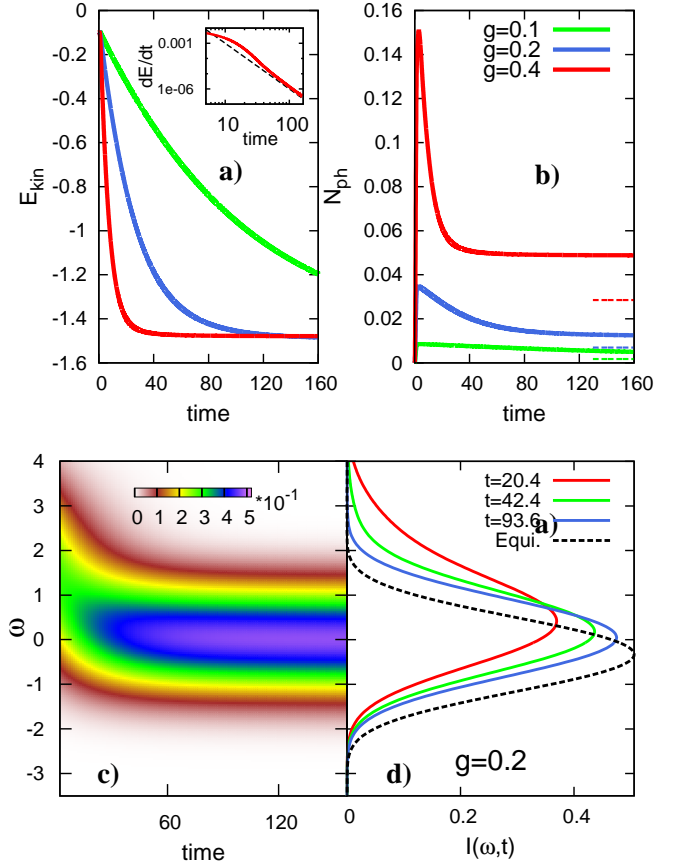 0
-0.2
-0.4
-0.6
-0.8
-1
-1.2
-1.4
-1.6
0
40
80
120
160
time
E_kin
dE/dt
0.001
1e-06
10
100
time
a)
0.16
0.14
0.12
0.1
0.08
0.06
0.04
0.02
0
0
40
80
120
160
time
N_ph
g=0.1
g=0.2
g=0.4
b)
4
3
2
1
0
-1
-2
-3
ω
0 1 2 3 4 5
*10^-1
c)
60
120
time
t=20.4
t=42.4
t=93.6
a)
Equi.
d)
g=0.2
0
0.2
0.4
I(ω,t)